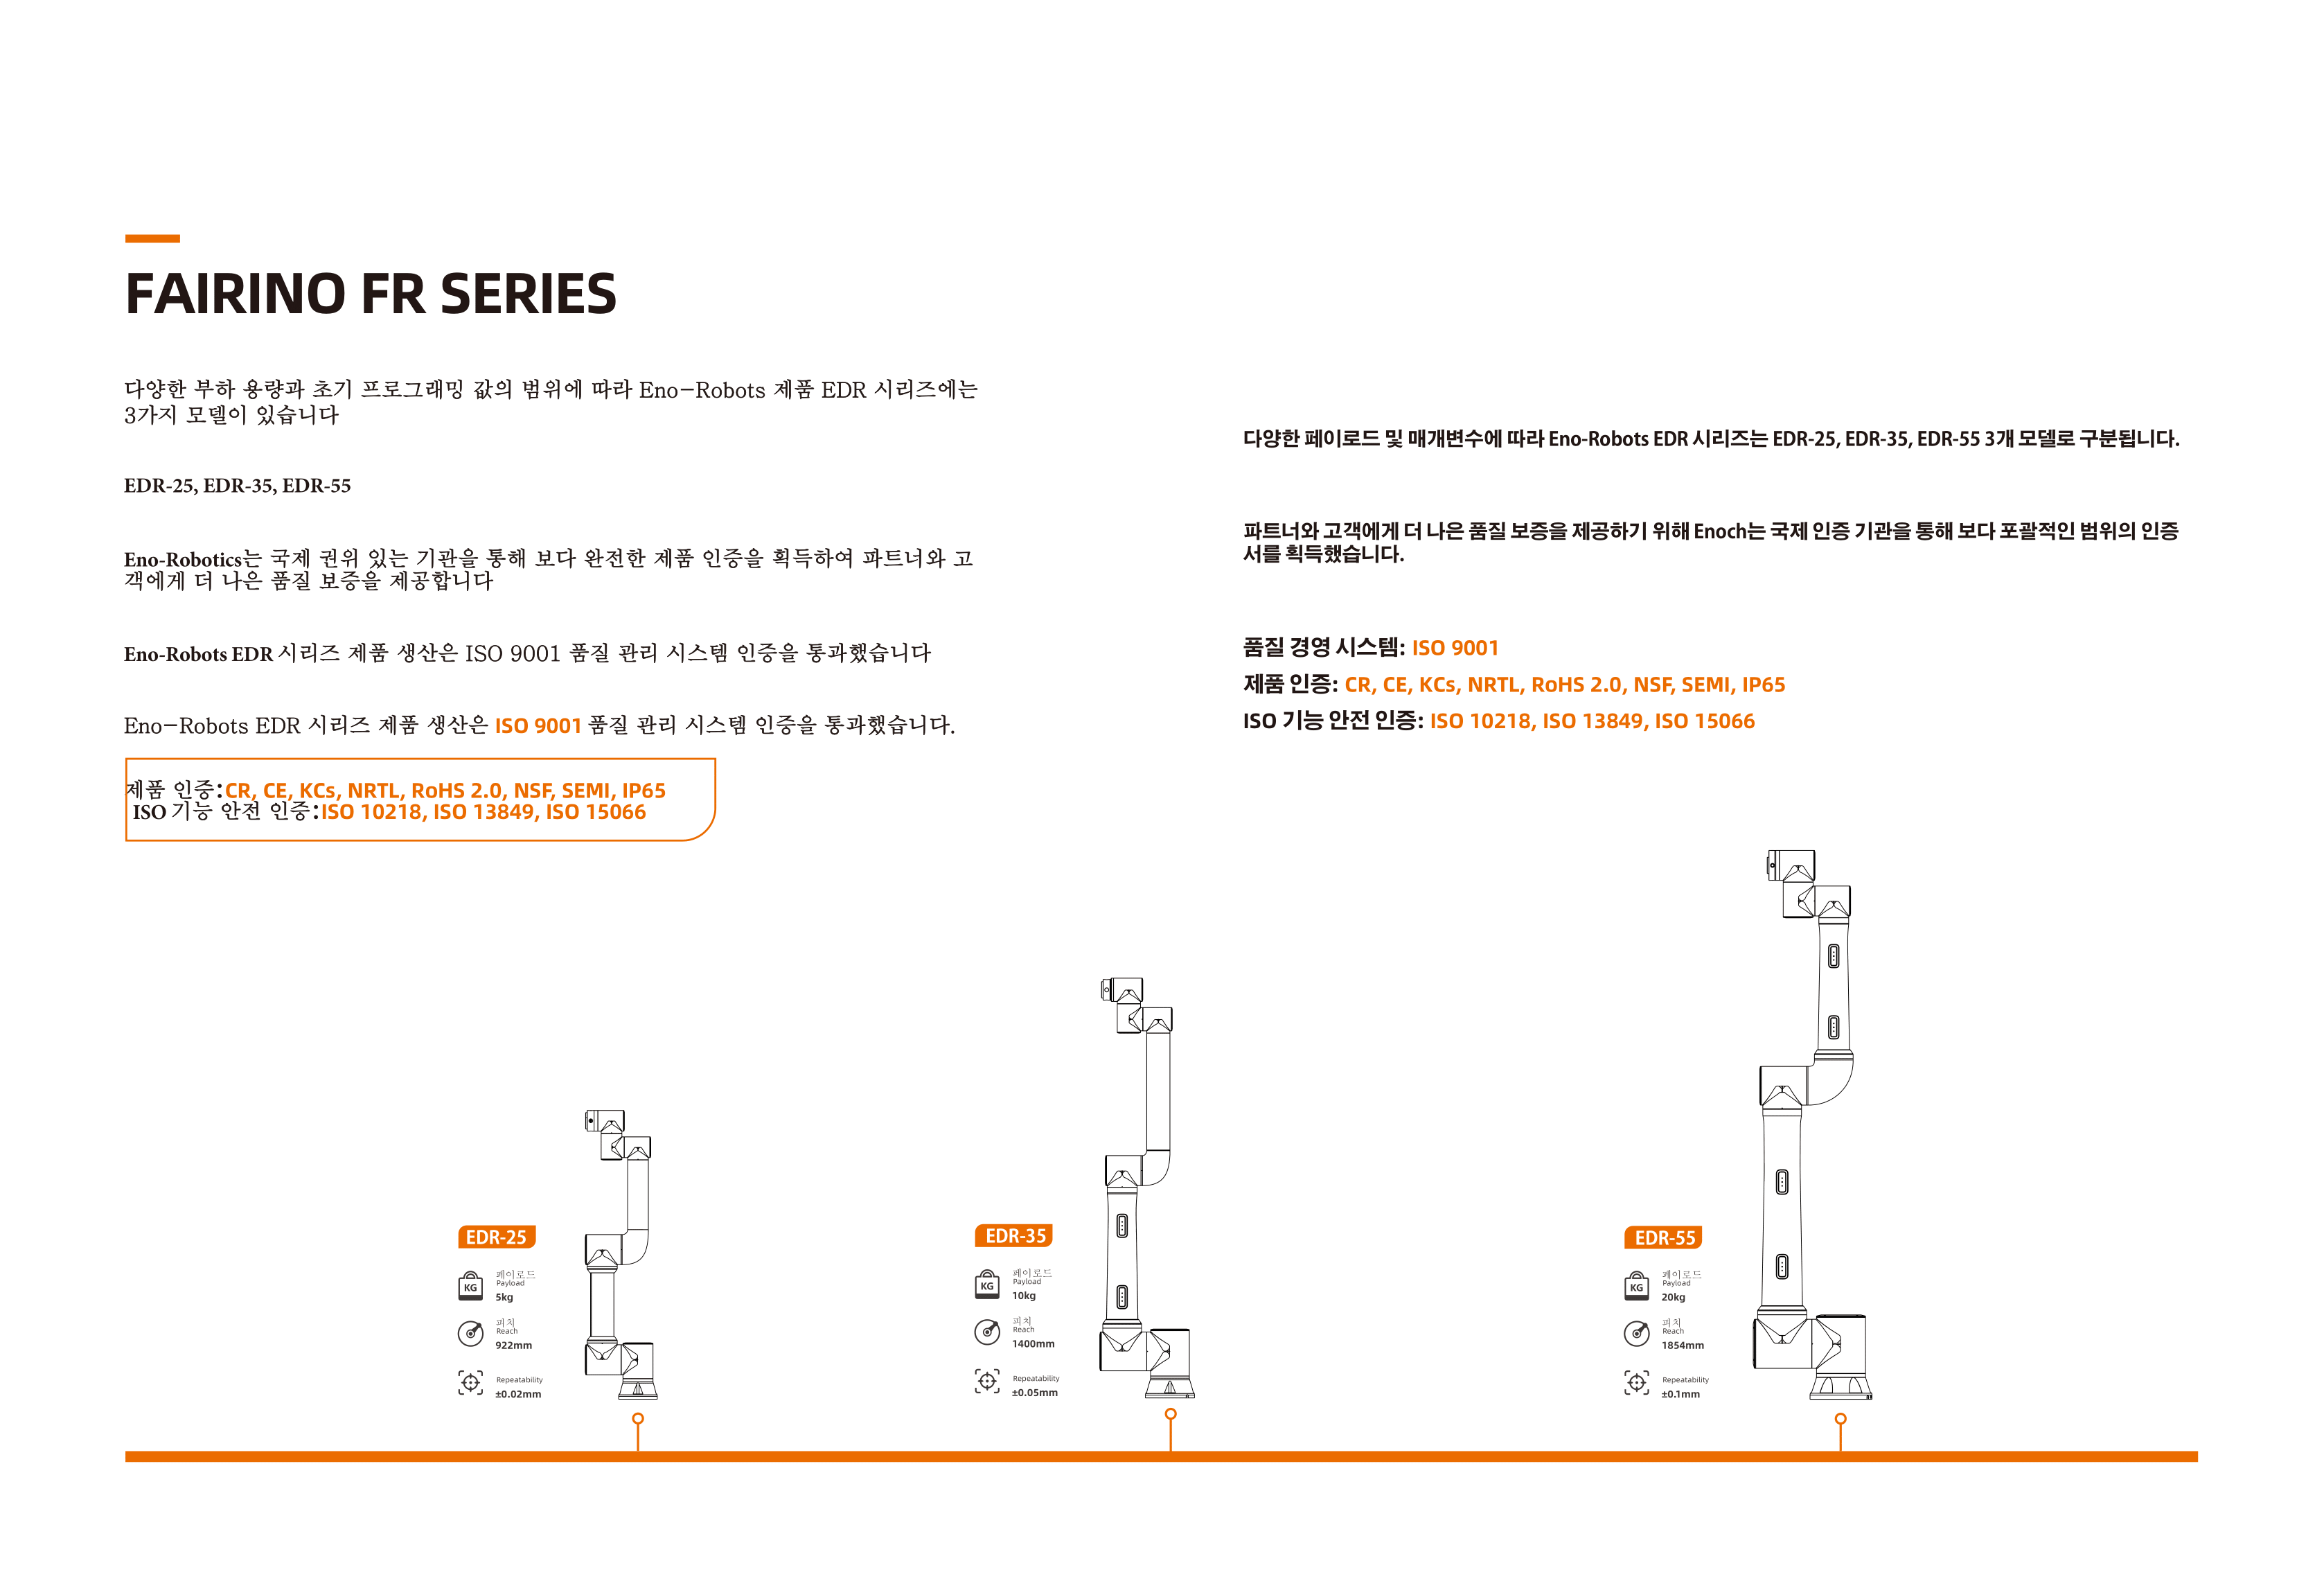 FAIRINO FR SERIES
다양한 부하 용량과 초기 프로그래밍 값의 범위에 따라 Eno-Robots 제품 EDR 시리즈에는
3가지 모델이 있습니다
EDR-25, EDR-35, EDR-55
Eno-Robotics는 국제 권위 있는 기관을 통해 보다 완전한 제품 인증을 획득하여 파트너와 고
객에게 더 나은 품질 보증을 제공합니다
Eno-Robots EDR 시리즈 제품 생산은 ISO 9001 품질 관리 시스템 인증을 통과했습니다
Eno-Robots EDR 시리즈 제품 생산은 ISO 9001 품질 관리 시스템 인증을 통과했습니다.
제품 인증:CR, CE, KCs, NRTL, RoHS 2.0, NSF, SEMI, IP65
ISO 기능 안전 인증:ISO 10218, ISO 13849, ISO 15066
다양한 페이로드 및 매개변수에 따라 Eno-Robots EDR 시리즈는 EDR-25, EDR-35, EDR-55 3개 모델로 구분됩니다.
파트너와 고객에게 더 나은 품질 보증을 제공하기 위해 Enoch는 국제 인증 기관을 통해 보다 포괄적인 범위의 인증
서를 획득했습니다.
품질 경영 시스템: ISO 9001
제품 인증: CR, CE, KCs, NRTL, RoHS 2.0, NSF, SEMI, IP65
ISO 기능 안전 인증: ISO 10218, ISO 13849, ISO 15066
EDR-25
KG
페이로드
Payload
5kg
피치
Reach
922mm
Repeatability
±0.02mm
EDR-35
KG
페이로드
Payload
10kg
피치
Reach
1400mm
Repeatability
±0.05mm
EDR-55
KG
페이로드
Payload
20kg
피치
Reach
1854mm
Repeatability
±0.1mm